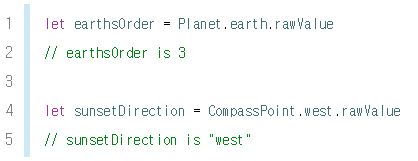 1 let earthsOrder = Planet.earth.rawValue
2 // earthsOrder is 3
3
4 let sunsetDirection = CompassPoint.west.rawValue
5 // sunsetDirection is "west"